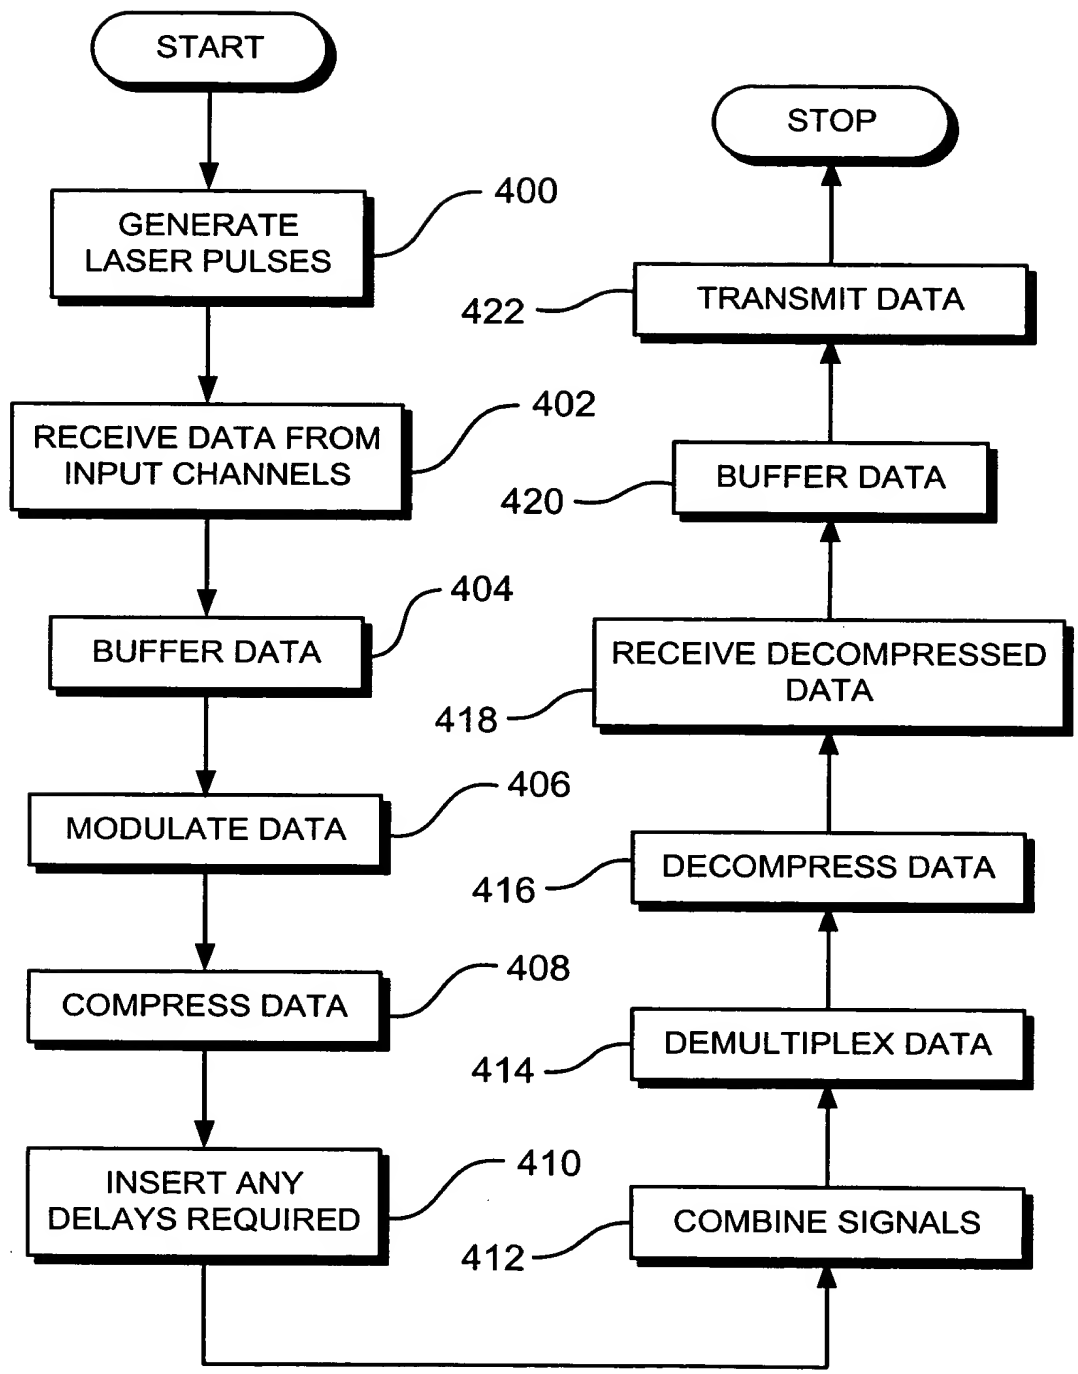 START
400
GENERATE
LASER PULSES
402
RECEIVE DATA FROM
INPUT CHANNELS
404
BUFFER DATA
406
MODULATE DATA
408
COMPRESS DATA
410
INSERT ANY
DELAYS REQUIRED
412
COMBINE SIGNALS
414
DEMULTIPLEX DATA
416
DECOMPRESS DATA
418
RECEIVE DECOMPRESSED
DATA
420
BUFFER DATA
422
TRANSMIT DATA
STOP